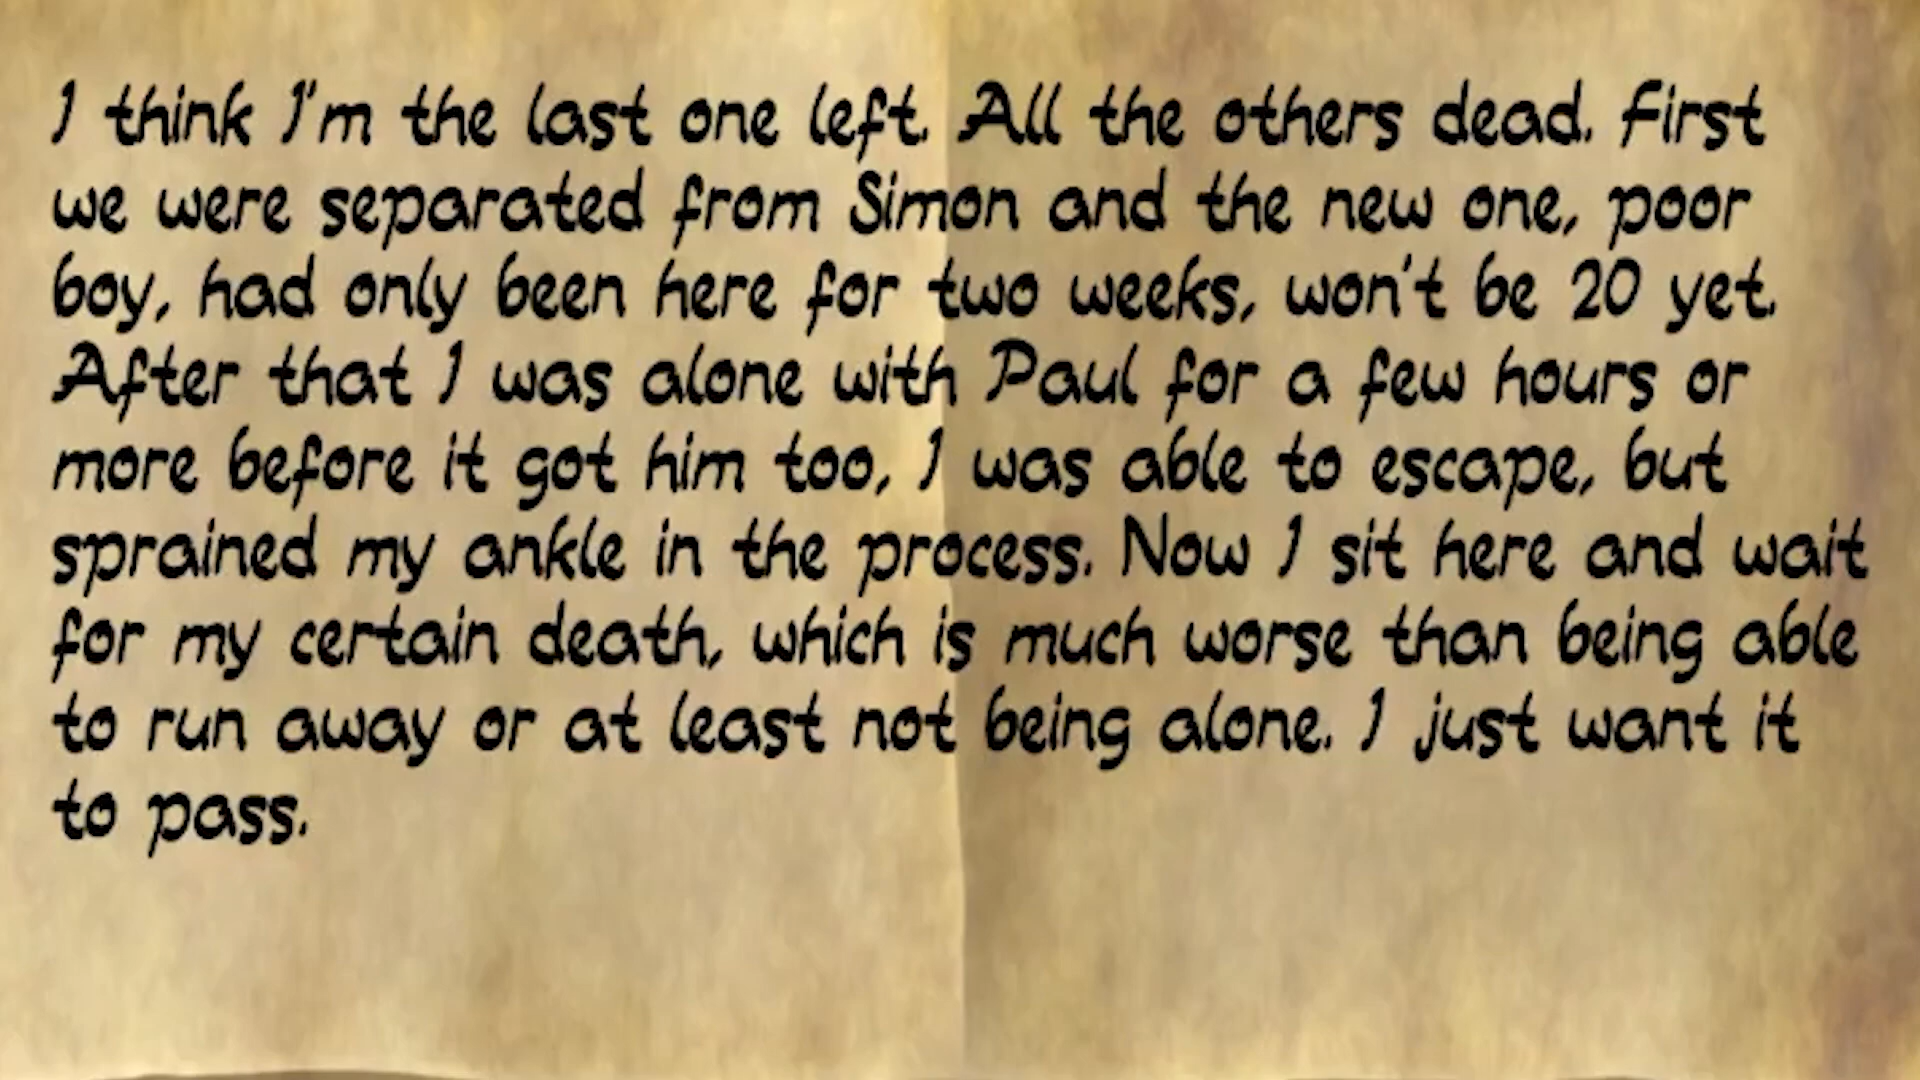 I think I'm the last one left. All the others dead. First
we were separated from Simon and the new one, poor
boy, had only been here for two weeks, won't be 20 yet.
After that I was alone with Paul for a few hours or
more before it got him too, I was able to escape, but
sprained my ankle in the process. Now I sit here and wait
for my certain death, which is much worse than being able
to run away or at least not being alone. I just want it
to pass.